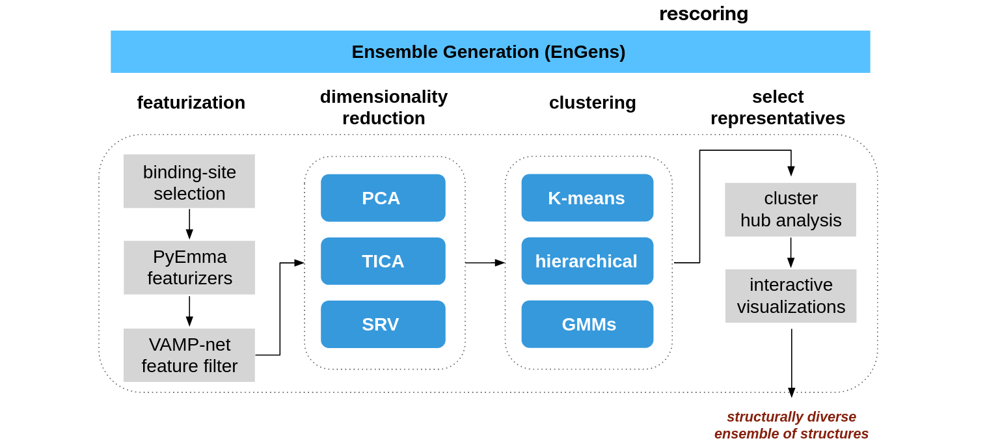 rescoring
Ensemble Generation (EnGens)
featurization
dimensionality
reduction
clustering
select
representatives
binding-site
selection
PyEmma
featurizers
VAMP-net
feature filter
PCA
TICA
SRV
K-means
hierarchical
GMMs
cluster
hub analysis
interactive
visualizations
structurally diverse
ensemble of structures